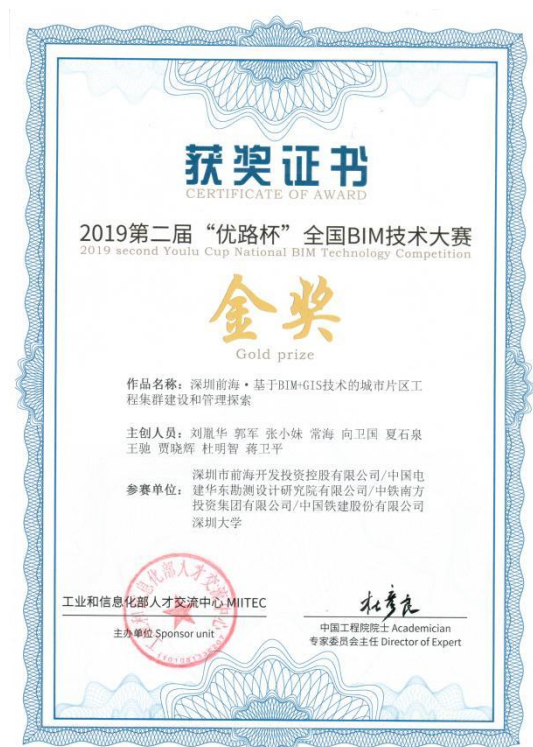 获奖证书
CERTIFICATE OF AWARD
2019第二届“优路杯”全国BIM技术大赛
2019 second Youlu Cup National BIM Technology Competition
金奖
Gold prize
作品名称：深圳前海·基于BIM+GIS技术的城市片区工
程集群建设和管理探索
主创人员：刘胤华 郭军 张小妹 常海 向卫国 夏石泉
王驰 贾晓辉 杜明智 蒋卫平
深圳市前海开发投资控股有限公司/中国电
参赛单位：建华东勘测设计研究院有限公司/中铁南方
投资集团有限公司/中国铁建股份有限公司
深圳大学
工业和信息化部人才交流中心 MIITEC
主办单位 Sponsor unit
中国工程院院士 Academician
专家委员会主任 Director of Expert